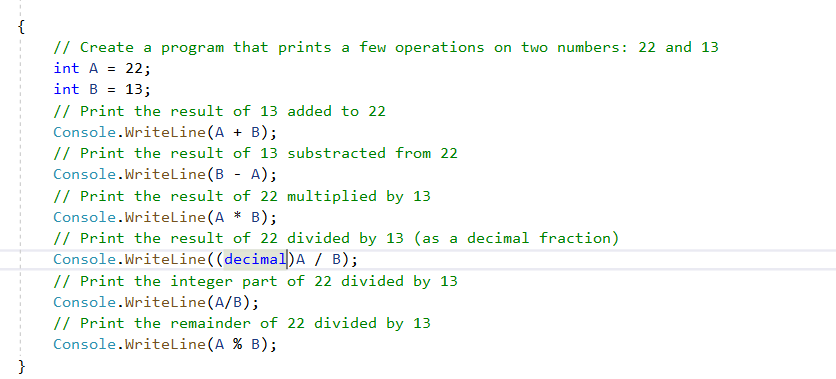 {
// Create a program that prints a few operations on two numbers: 22 and 13
int A = 22;
int B = 13;
// Print the result of 13 added to 22
Console.WriteLine(A + B);
// Print the result of 13 substracted from 22
Console.WriteLine(B - A);
// Print the result of 22 multiplied by 13
Console.WriteLine(A * B);
// Print the result of 22 divided by 13 (as a decimal fraction)
Console.WriteLine((decimal)A / B);
// Print the integer part of 22 divided by 13
Console.WriteLine(A/B);
// Print the remainder of 22 divided by 13
Console.WriteLine(A % B);
}